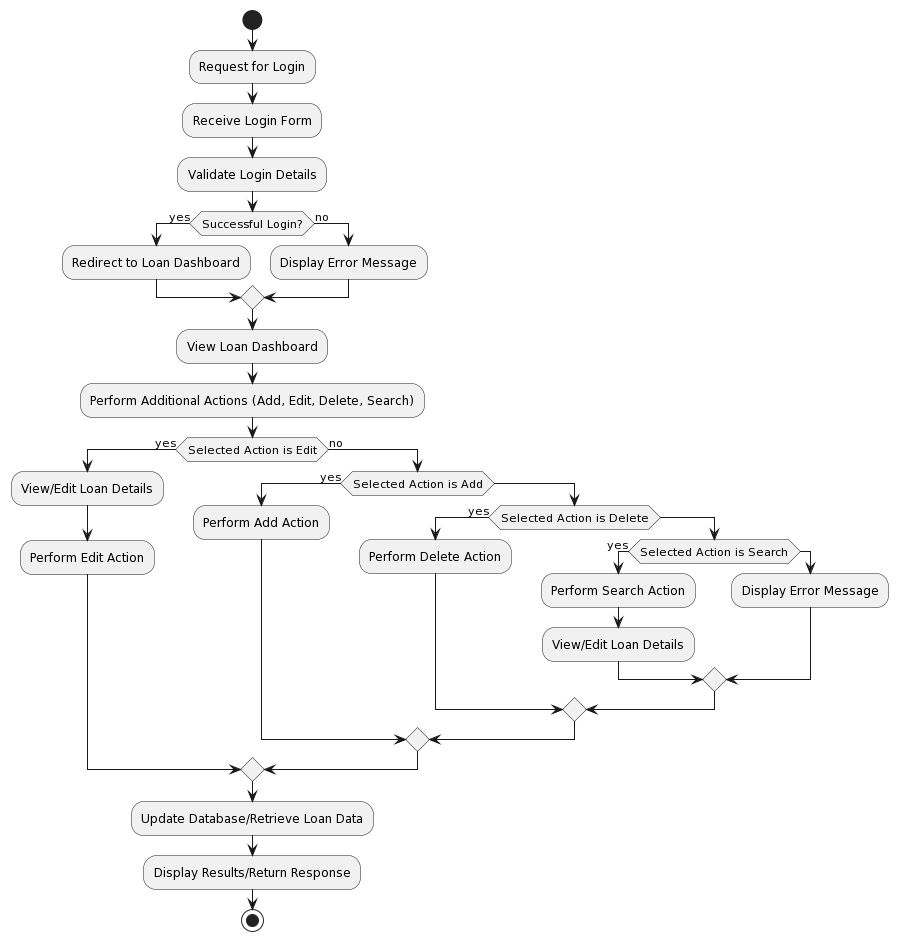 Request for Login
Receive Login Form
Validate Login Details
yes
Successful Login?
no
Redirect to Loan Dashboard
Display Error Message
View Loan Dashboard
Perform Additional Actions (Add, Edit, Delete, Search)
yes
Selected Action is Edit
no
View/Edit Loan Details
Perform Edit Action
yes
Selected Action is Add
Perform Add Action
yes
Selected Action is Delete
Perform Delete Action
yes
Selected Action is Search
Perform Search Action
Display Error Message
View/Edit Loan Details
Update Database/Retrieve Loan Data
Display Results/Return Response